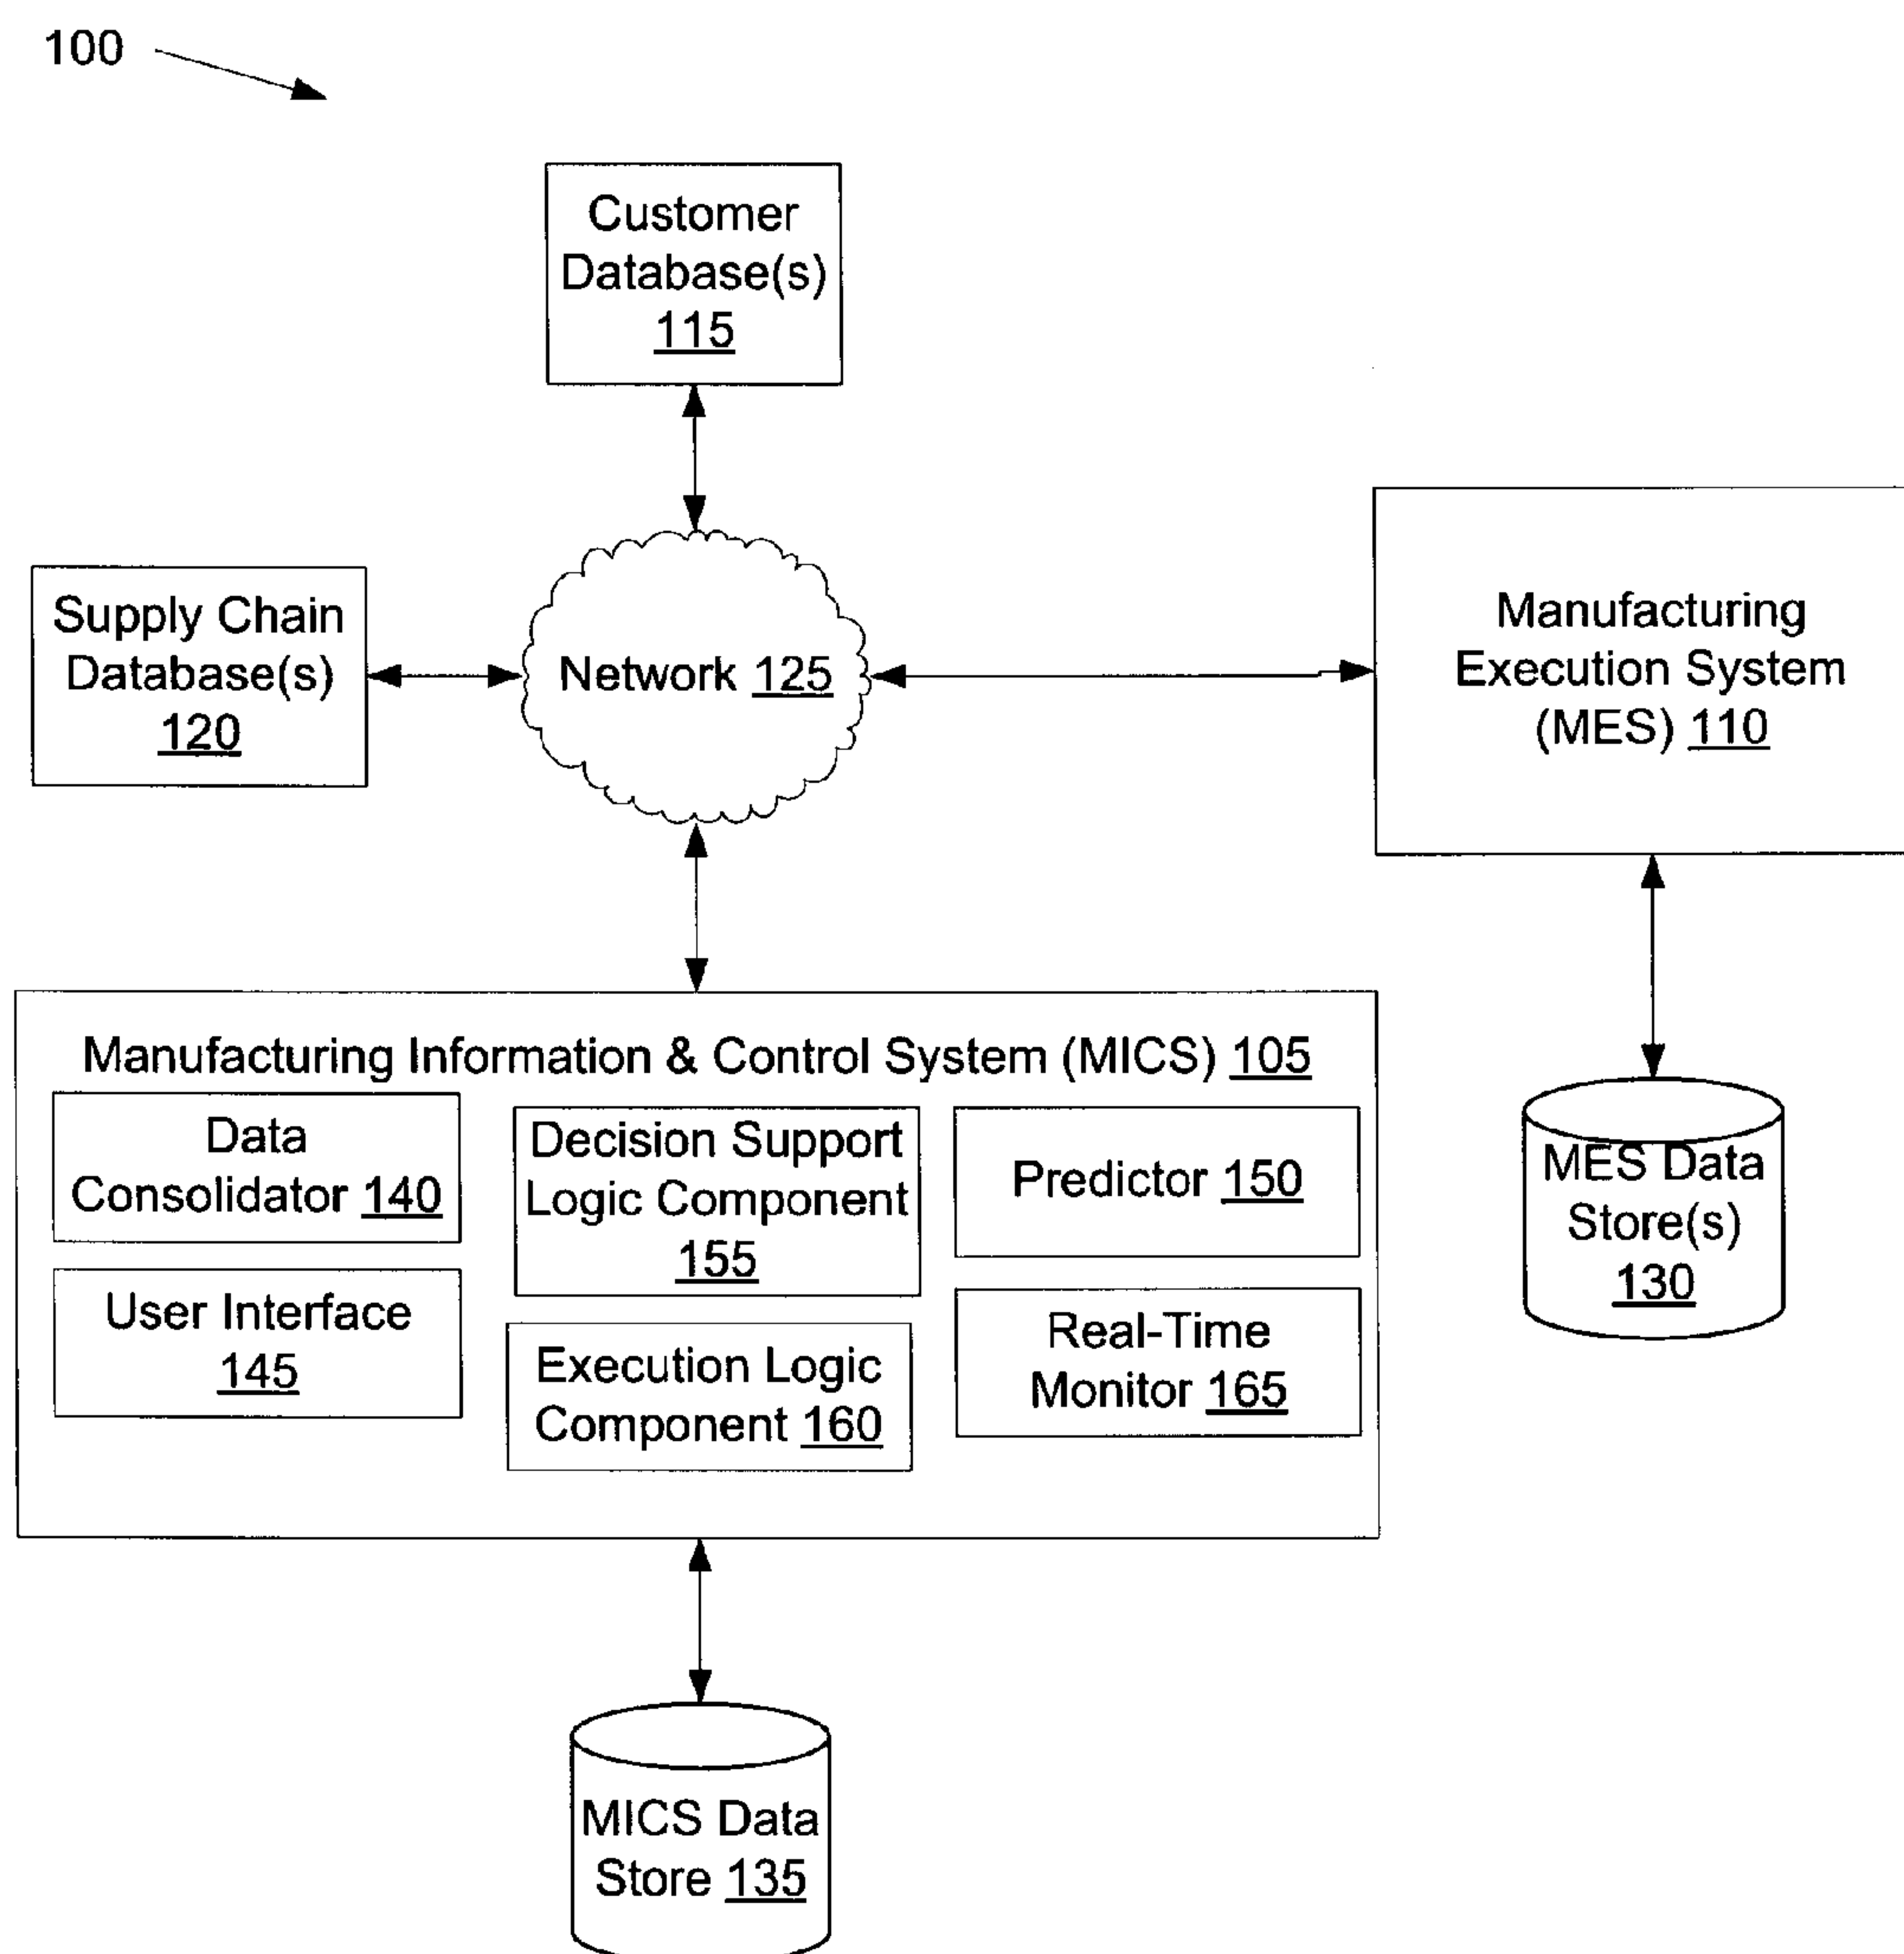 100
Customer
Database(s)
115
Supply Chain
Database(s)
120
Network 125
Manufacturing
Execution System
(MES) 110
Manufacturing Information & Control System (MICS) 105
Data
Consolidator 140
Decision Support
Logic Component
155
Predictor 150
User Interface
145
Execution Logic
Component 160
Real-Time
Monitor 165
MES Data
Store(s)
130
MICS Data
Store 135